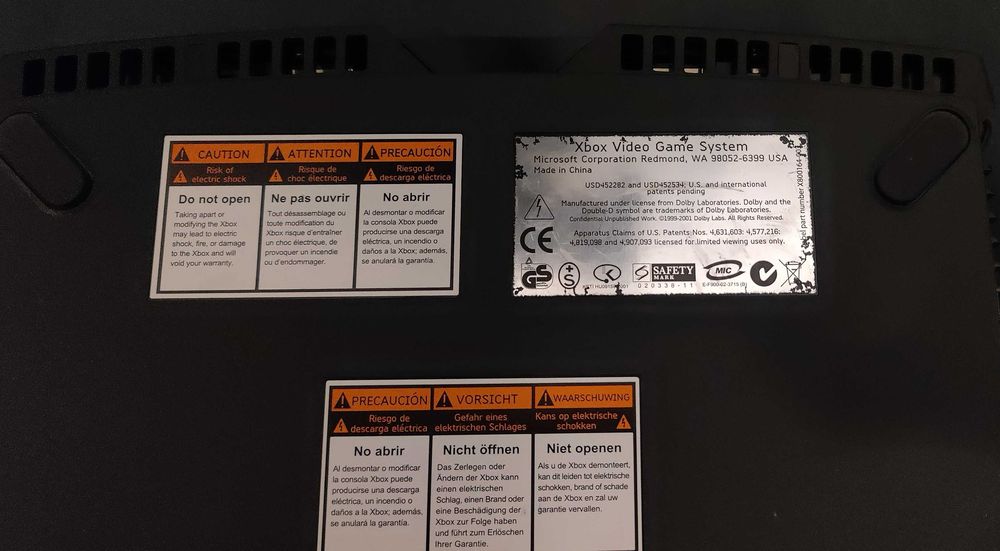 CAUTION
Risk of
electric shock
Do not open
Taking apart or
modifying the Xbox
may lead to electric
shock, fire, or damage
to the Xbox and will
void your warranty.
ATTENTION
Risque de
choc électrique
Ne pas ouvrir
Tout désassemblage ou
toute modification du
Xbox risque d'entraîner
un choc électrique, de
provoquer un incendie
ou d'endommager.
PRECAUCIÓN
Riesgo de
descarga eléctrica
No abrir
Al desmontar o modificar
la consola Xbox puede
producirse una descarga
eléctrica, un incendio o
daños a la Xbox; además,
se anulará la garantía.
Xbox Video Game System
Microsoft Corporation Redmond, WA 98052-6399 USA
Made in China
USD452282 and USD452534; U.S. and international
patents pending
Manufactured under license from Dolby Laboratories. Dolby and the
Double-D symbol are trademarks of Dolby Laboratories.
Confidential Unpublished Work. ©1999-2001 Dolby Labs. All Rights Reserved.
Apparatus Claims of U.S. Patents Nos. 4,631,603; 4,577,216;
4,819,098 and 4,907,093 licensed for limited viewing uses only.
CE
GS
S
K
SAFETY
MARK
020338-11
MIC
E-F900-02-3715 (B)
part number
PRECAUCIÓN
Riesgo de
descarga eléctrica
No abrir
Al desmontar o modificar
la consola Xbox puede
producirse una descarga
eléctrica, un incendio o
daños a la Xbox; además,
se anulará la garantía.
VORSICHT
Gefahr eines
elektrischen Schlages
Nicht öffnen
Das Zerlegen oder
Ändern der Xbox kann
einen elektrischen
Schlag, einen Brand oder
eine Beschädigung der
Xbox zur Folge haben
und führt zum Erlöschen
Ihrer Garantie.
WAARSCHUWING
Kans op elektrische
schokken
Niet openen
Als u de Xbox demonteert,
kan dit leiden tot elektrische
schokken, brand of schade
aan de Xbox en zal uw
garantie vervallen.